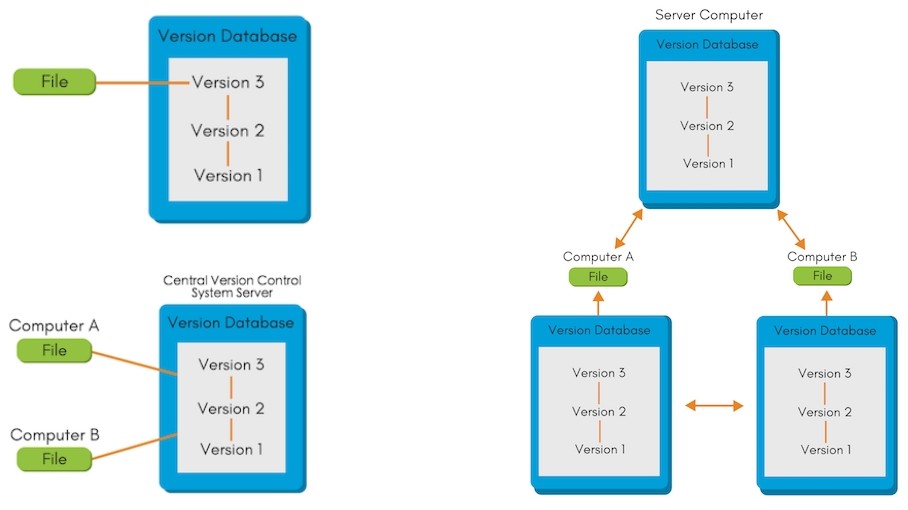 Version Database
File
Version 3
Version 2
Version 1
Central Version Control
System Server
Version Database
Computer A
File
Computer B
File
Version 3
Version 2
Version 1
Server Computer
Version Database
Version 3
Version 2
Version 1
Computer A
File
Computer B
File
Version Database
Version 3
Version 2
Version 1
Version Database
Version 3
Version 2
Version 1